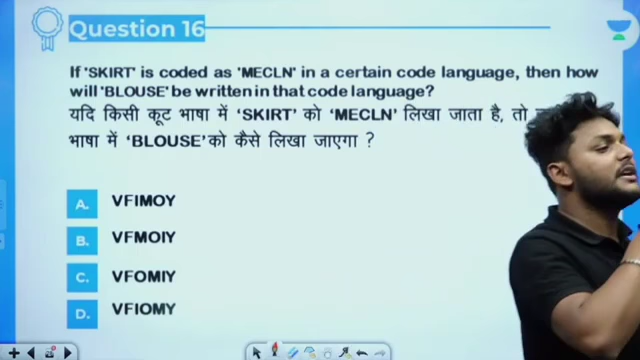 Question 16
If 'SKIRT' is coded as 'MECLN' in a certain code language, then how
will 'BLOUSE' be written in that code language?
यदि किसी कूट भाषा में 'SKIRT' को 'MECLN' लिखा जाता है, तो
भाषा में 'BLOUSE' को कैसे लिखा जाएगा ?
A. VFIMOY
B. VFMOIY
C. VFOMIY
D. VFIOMY